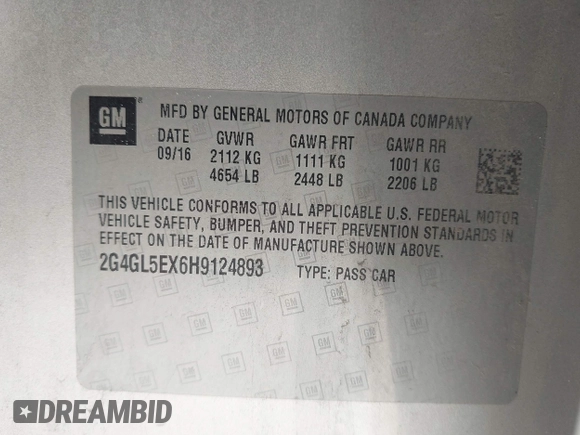 GM
MFD BY GENERAL MOTORS OF CANADA COMPANY
DATE GVWR GAWR FRT GAWR RR
09/16 2112 KG 1111 KG 1001 KG
4654 LB 2448 LB 2206 LB
THIS VEHICLE CONFORMS TO ALL APPLICABLE U.S. FEDERAL MOTOR
VEHICLE SAFETY, BUMPER, AND THEFT PREVENTION STANDARDS IN
EFFECT ON THE DATE OF MANUFACTURE SHOWN ABOVE.
2G4GL5EX6H9124893 TYPE: PASS CAR
DREAMBID